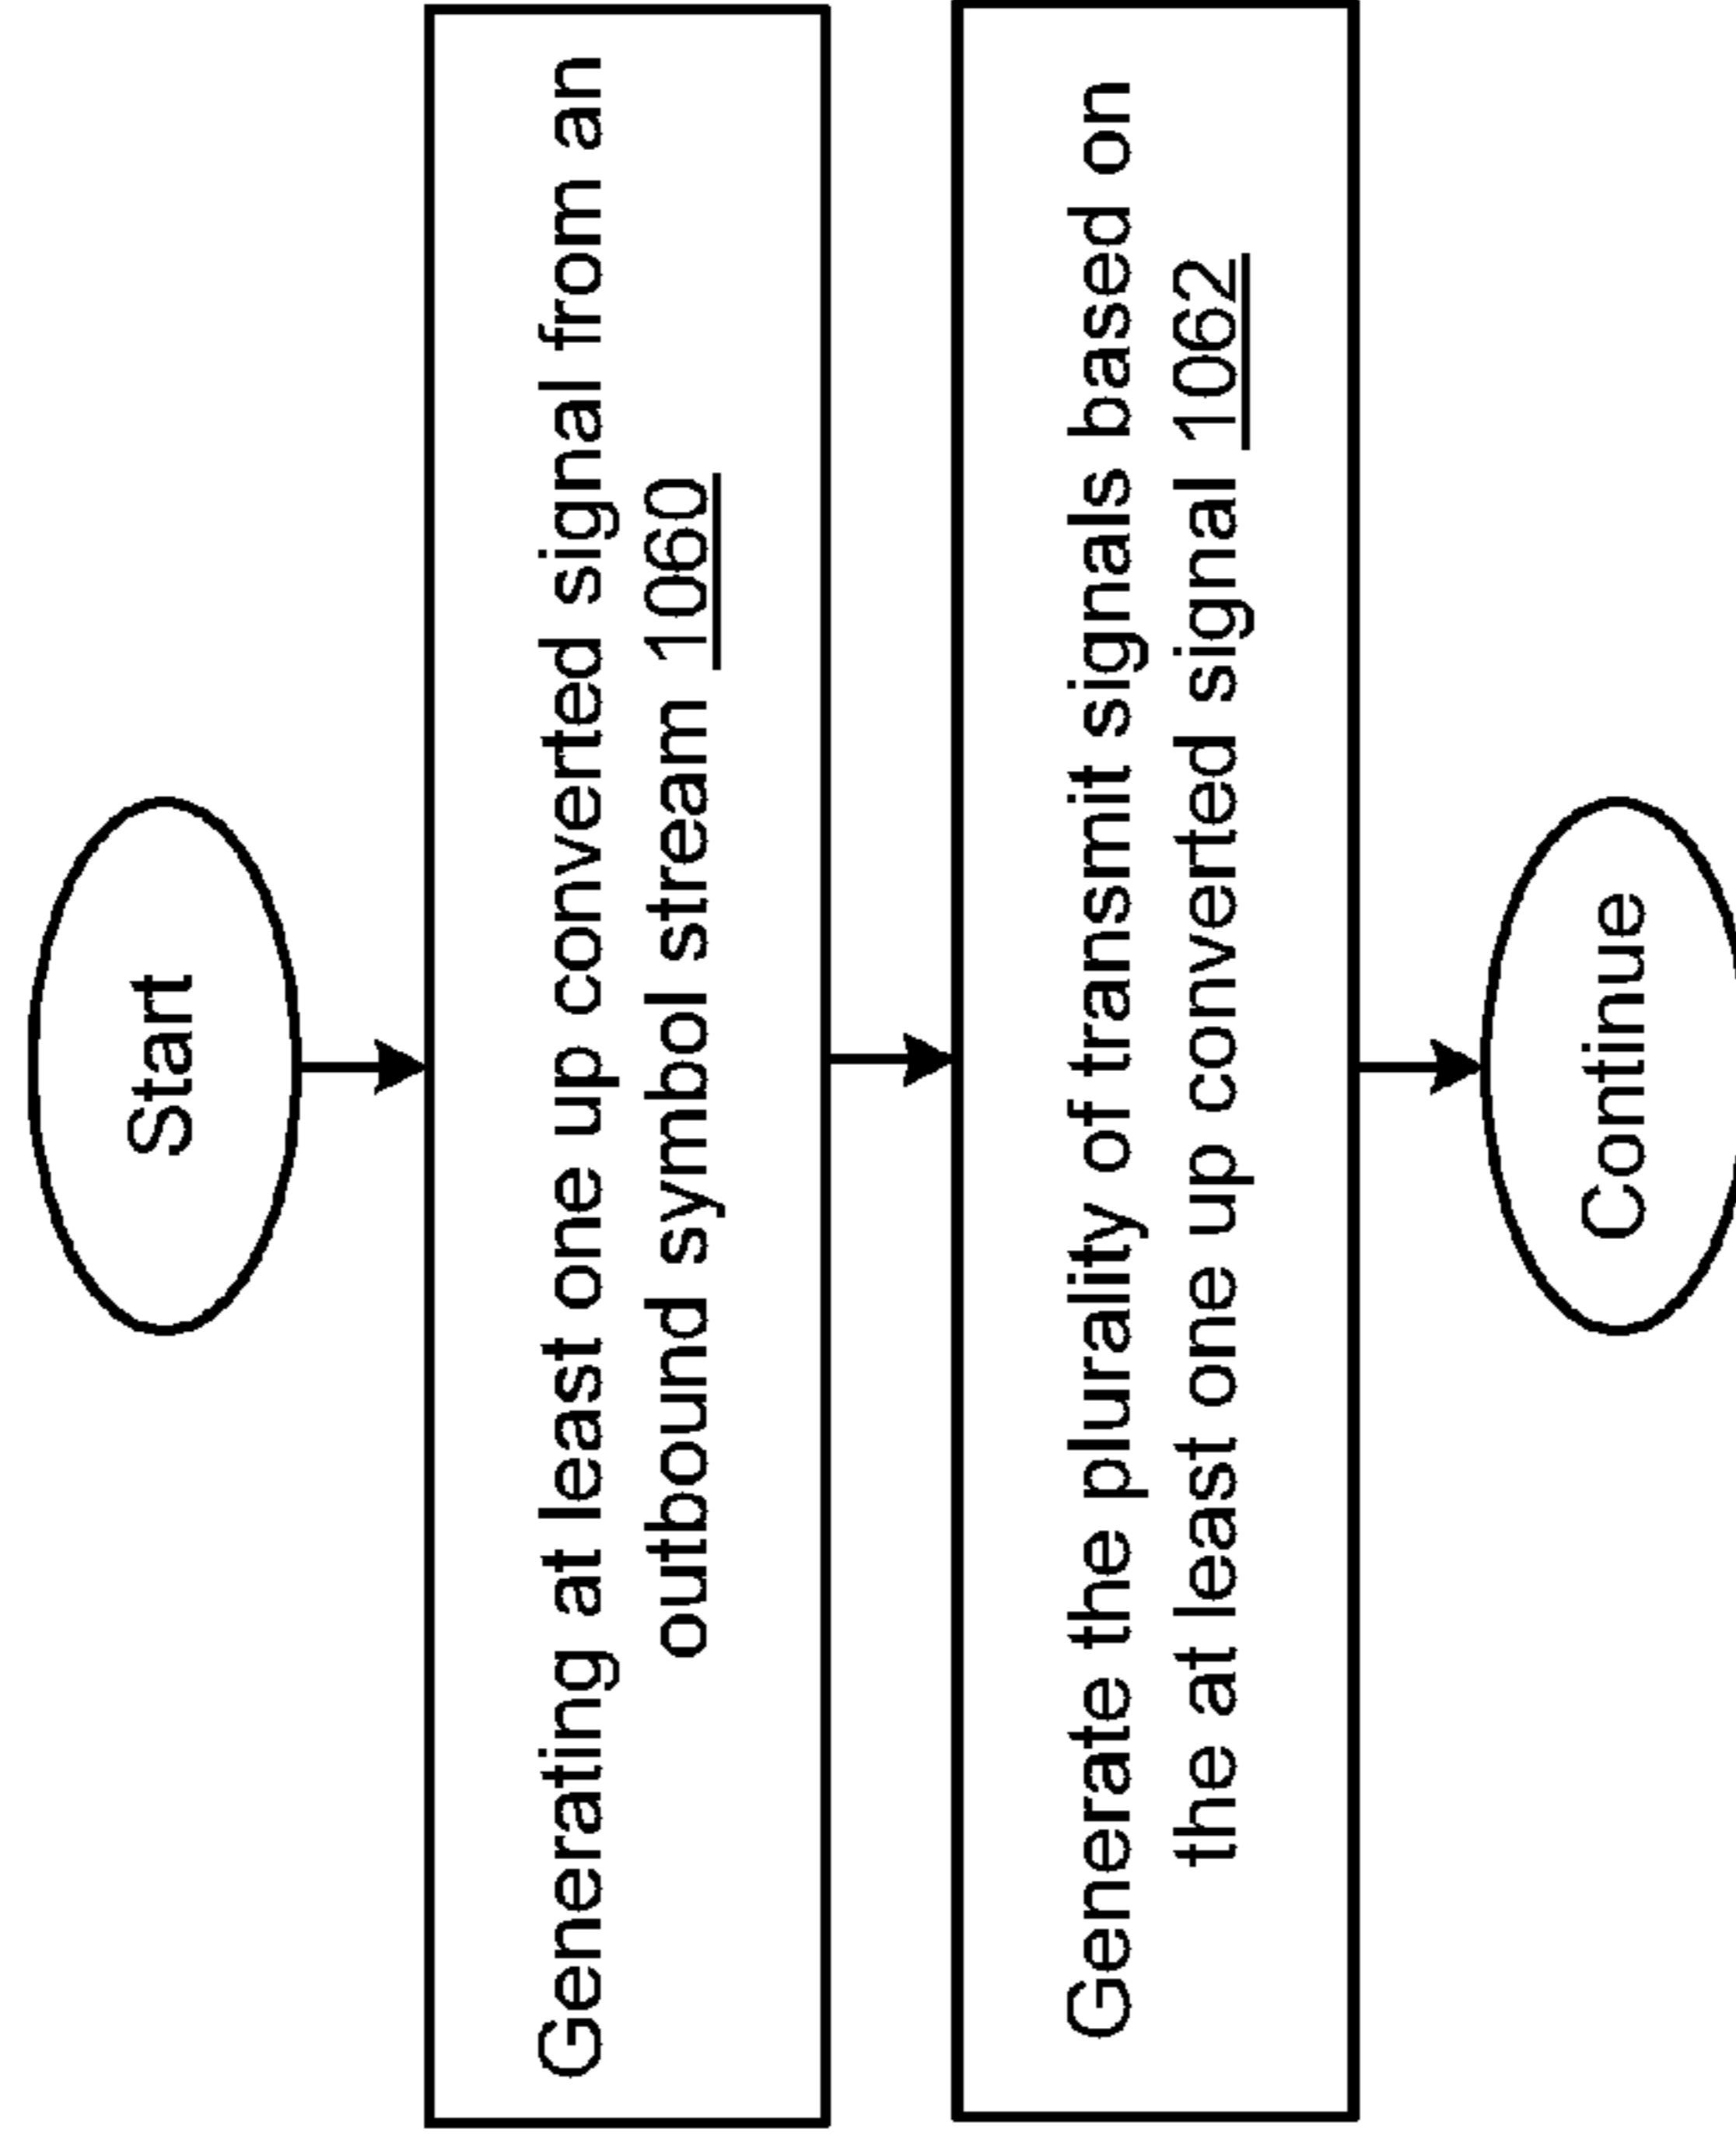 Start
Generating at least one up converted signal from an
outbound symbol stream 1060
Generate the plurality of transmit signals based on
the at least one up converted signal 1062
Continue